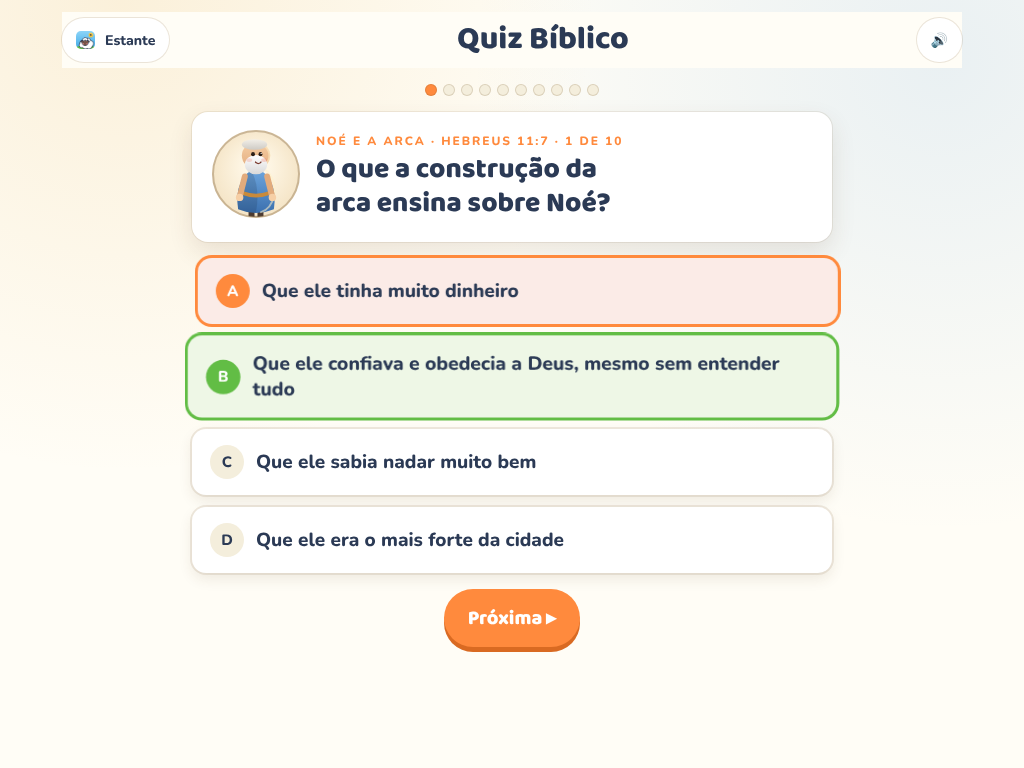 Estante
Quiz Bíblico
NOÉ E A ARCA · HEBREUS 11:7 · 1 DE 10
O que a construção da
arca ensina sobre Noé?
A
Que ele tinha muito dinheiro
B
Que ele confiava e obedecia a Deus, mesmo sem entender
tudo
C
Que ele sabia nadar muito bem
D
Que ele era o mais forte da cidade
Próxima ▸